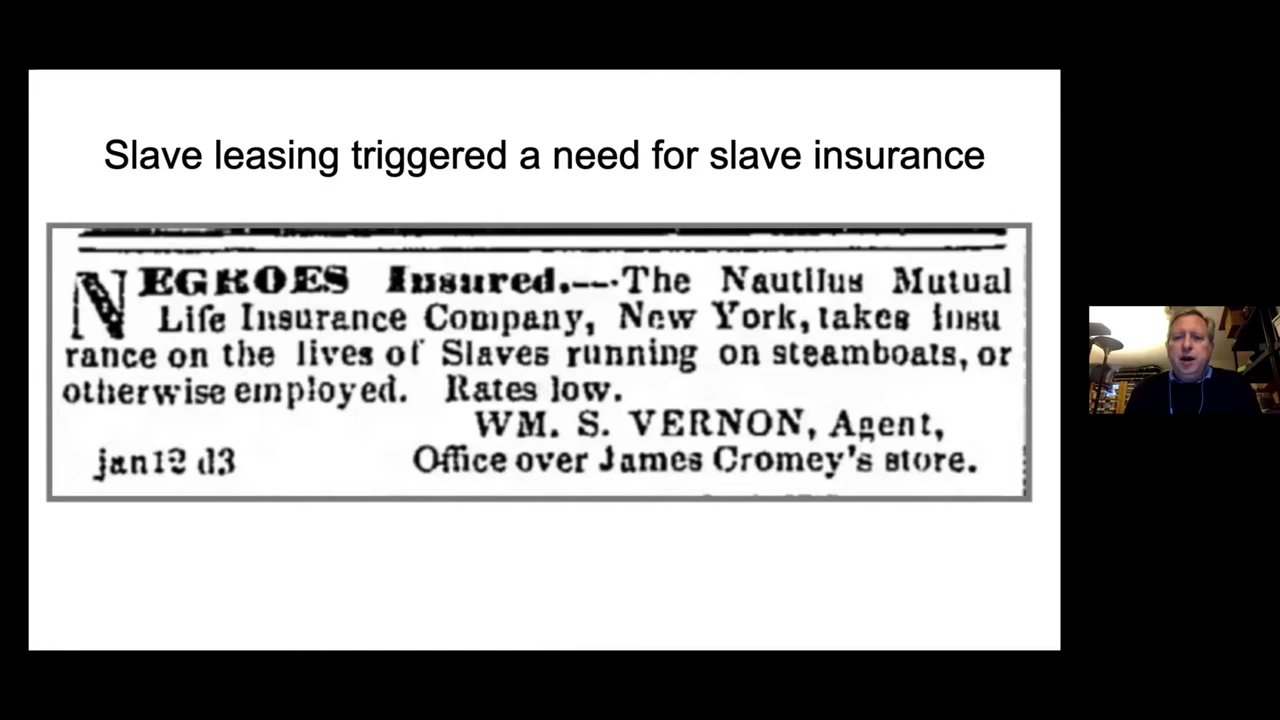 Slave leasing triggered a need for slave insurance
NEGROES Insured.--·The Nautilus Mutual
Life Insurance Company, New York, takes Insu
rance on the lives of Slaves running on steamboats, or
otherwise employed. Rates low.
WM. S. VERNON, Agent,
jan12 d3 Office over James Cromey's store.